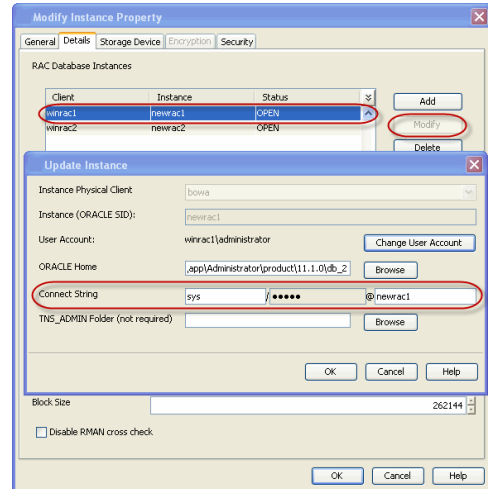 Modify Instance Property
General Details Storage Device Encryption Security
RAC Database Instances
Client Instance Status
winrac1 newrac1 OPEN
winrac2 newrac2 OPEN
Add
Modify
Delete
Update Instance
Instance Physical Client bowa
Instance (ORACLE SID): newrac1
User Account: winrac1\administrator Change User Account
ORACLE Home .app\Administrator\product\11.1.0\db_2 Browse
Connect String sys / ●●●●● @ newrac1
TNS_ADMIN Folder (not required) Browse
OK Cancel Help
Block Size 262144
Disable RMAN cross check
OK Cancel Help